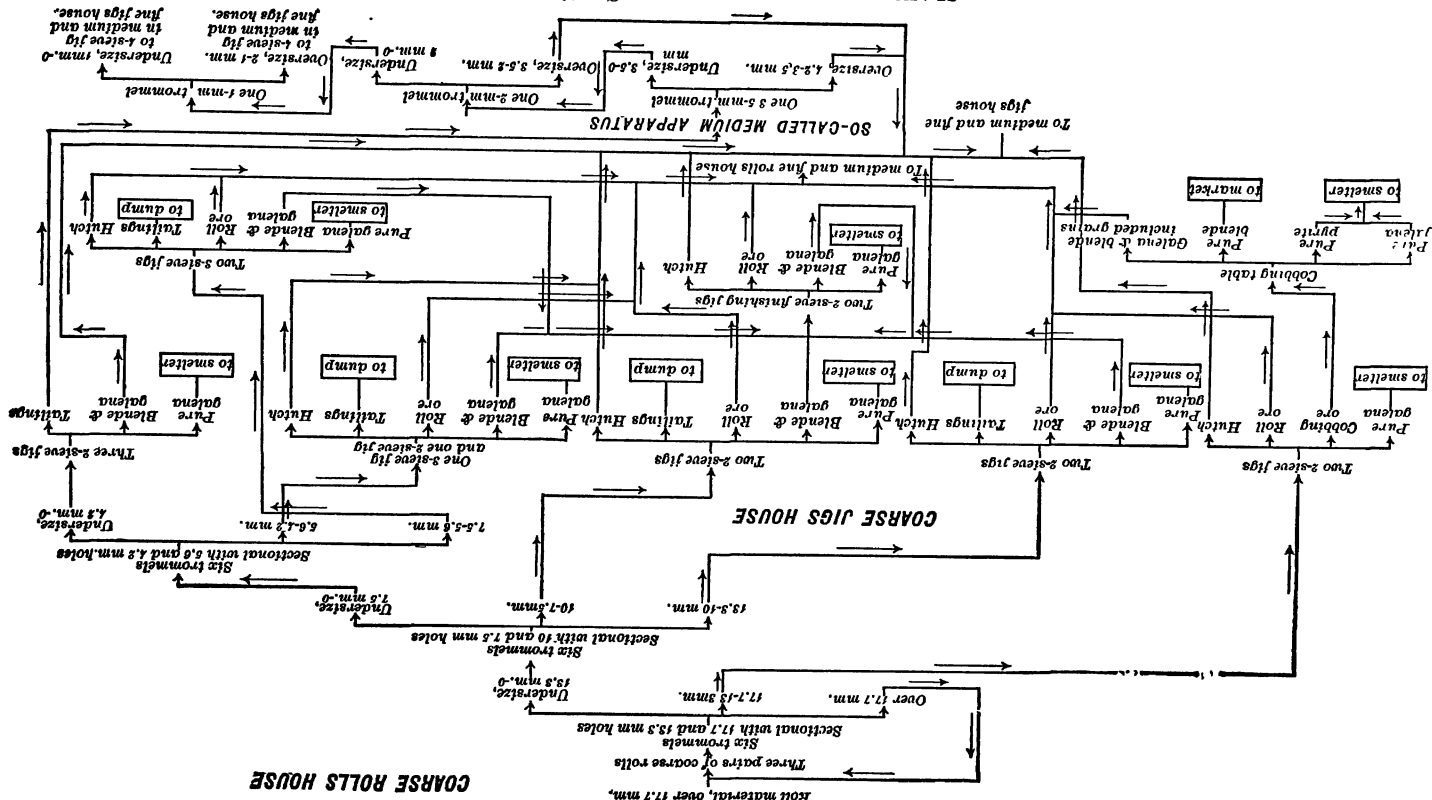 COARSE ROLLS HOUSE
Roll material, over 17.7 mm,
Three pairs of coarse rolls
Six trommels
Sectional with 17.7 and 13.3 mm holes
Over 17.7 mm.
17.7-13.3mm.
Undersize,
13.3 mm.-0
Six trommels
Sectional with 10 and 7.5 mm holes
13.3-10 mm.
10-7.5mm.
Undersize,
7.5 mm.-0
Six trommels
Sectional with 5.6 and 4.2 mm.holes
7.5-5.6 mm.
5.6-4.2 mm.
Undersize,
4.2 mm.-0
COARSE JIGS HOUSE
Two 2-sieve jigs
Pure
galena
Cobbing
ore
Roll
ore
Hutch
to smelter
Two 2-sieve jigs
Pure
galena
Blende &
galena
Roll
ore
Tailings
Hutch
to smelter
to dump
Two 2-sieve jigs
Pure
galena
Blende &
galena
Roll
ore
Tailings
Hutch
to smelter
to dump
One 3-sieve jig
and one 2-sieve jig
Pure
galena
Blende &
galena
Roll
ore
Tailings
Hutch
to smelter
to dump
Three 2-sieve jigs
Pure
galena
Blende &
galena
Tailings
to smelter
Cobbing table
Pure
pyrite
Pure
blende
Galena & blende
included grains
to smelter
to market
Two 2-sieve finishing jigs
Pure
galena
Blende &
galena
Roll
ore
Hutch
to smelter
Two 3-sieve jigs
Pure galena
Blende &
galena
Roll
ore
Tailings
Hutch
to smelter
to dump
To medium and fine rolls house
To medium and fine
jigs house
SO-CALLED MEDIUM APPARATUS
One 3.5-mm. trommel
Oversize, 4.2-3.5 mm.
Undersize, 3.5-0
mm
One 2-mm. trommel
Oversize, 3.5-2 mm.
Undersize,
2 mm.-0
One 1-mm trommel
Oversize, 2-1 mm.
to 4-sieve jig
in medium and
fine jigs house.
Undersize, 1mm.-0
to 4-sieve jig
in medium and
fine jigs house.